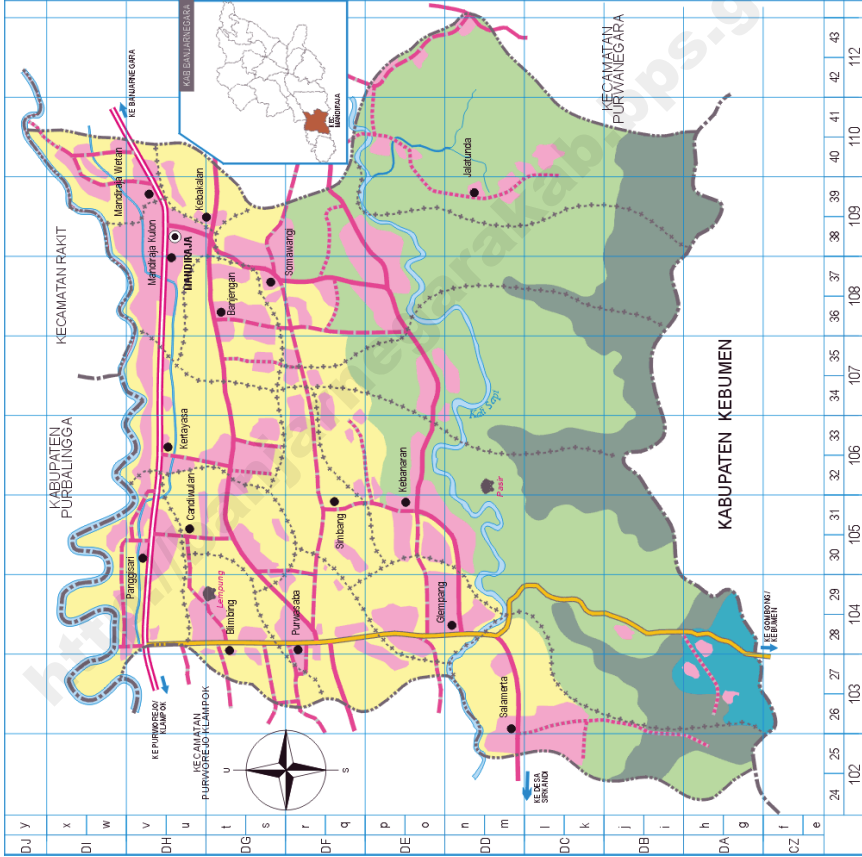 KAB BANJARNEGARA
KEC.
MANDIRAJA
KE BANJARNEGARA
KECAMATAN RAKIT
KABUPATEN
PURBALINGGA
KECAMATAN
PURWANEGARA
KECAMATAN
PURWOREJO KLAMPOK
KABUPATEN KEBUMEN
KE PURWOREJO/
KLAMPOK
KE DESA
SIRKANDI
KE GONBONG/
KEBUMEN
Mandiraja Wetan
Mandiraja Kulon
MANDIRAJA
Kebakalan
Banjengan
Somawangi
Jalatunda
Kertayasa
Candiwulan
Panggisari
Lempung
Blimbing
Purwasaba
Simbang
Kebanaran
Glempang
Salamerta
Kali Sapi
Pasir
U
S
DJ y
DI x w
DH v u
DG t s
DF r q
DE p o
DD n m
DC l k
DB j i
DA h g
CZ f e
24 25 26 27 28 29 30 31 32 33 34 35 36 37 38 39 40 41 42 43
102 103 104 105 106 107 108 109 110 111 112